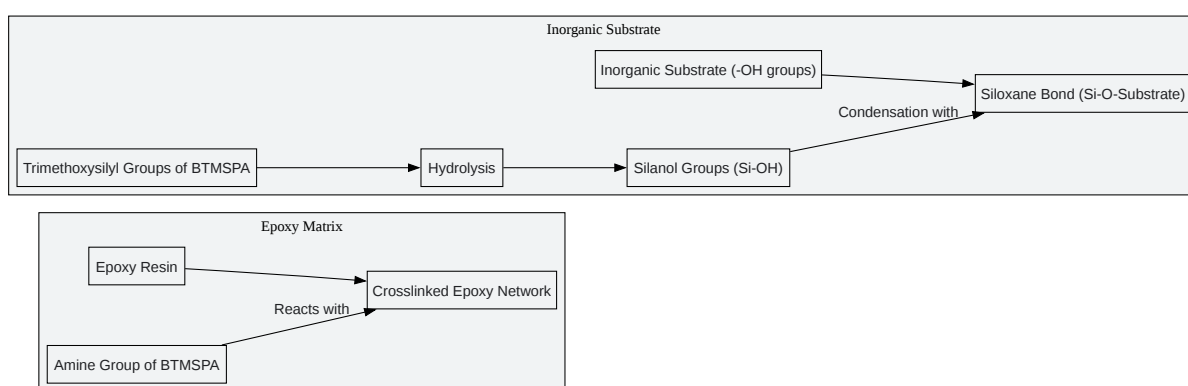 Inorganic Substrate
Inorganic Substrate (-OH groups)
Siloxane Bond (Si-O-Substrate)
Condensation with
Trimethoxysilyl Groups of BTMSPA
Hydrolysis
Silanol Groups (Si-OH)
Epoxy Matrix
Epoxy Resin
Crosslinked Epoxy Network
Reacts with
Amine Group of BTMSPA